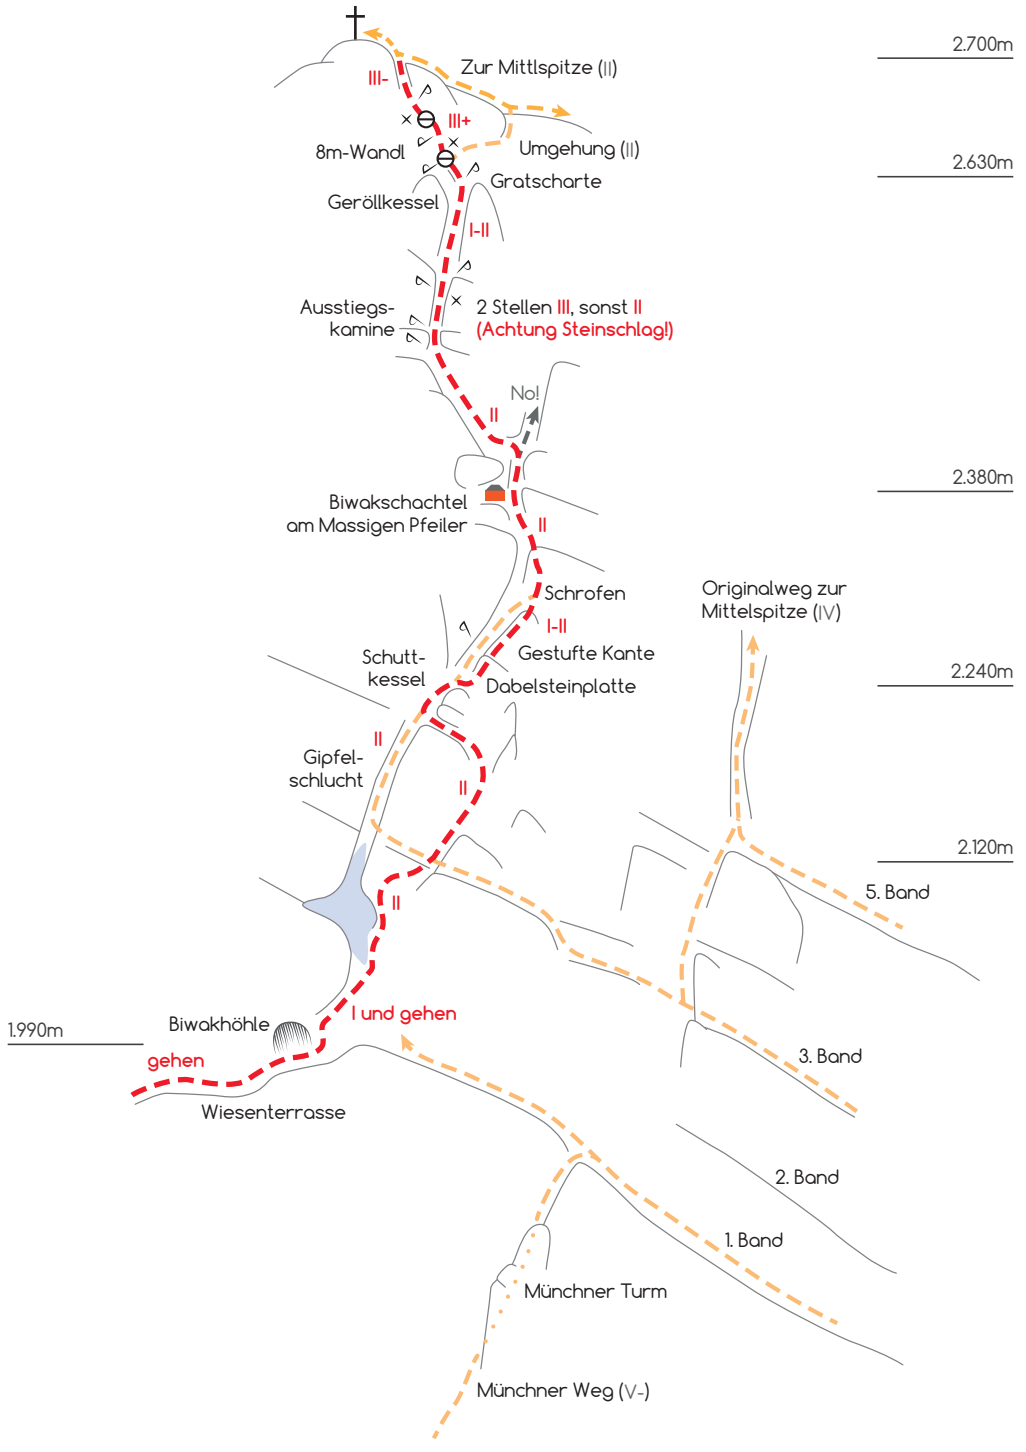 2.700m
Zur Mittlspitze (II)
III-
III+
8m-Wandl
Umgehung (II)
2.630m
Gratscharte
Geröllkessel
I-II
Ausstiegs-
kamine
2 Stellen III, sonst II
(Achtung Steinschlag!)
No!
II
2.380m
Biwakschachtel
am Massigen Pfeiler
II
Schrofen
Originalweg zur
Mittelspitze (IV)
I-II
Gestufte Kante
Schutt-
kessel
Dabelsteinplatte
2.240m
II
Gipfel-
schlucht
II
2.120m
5. Band
II
I und gehen
Biwakhöhle
1.990m
gehen
3. Band
Wiesenterrasse
2. Band
1. Band
Münchner Turm
Münchner Weg (V-)